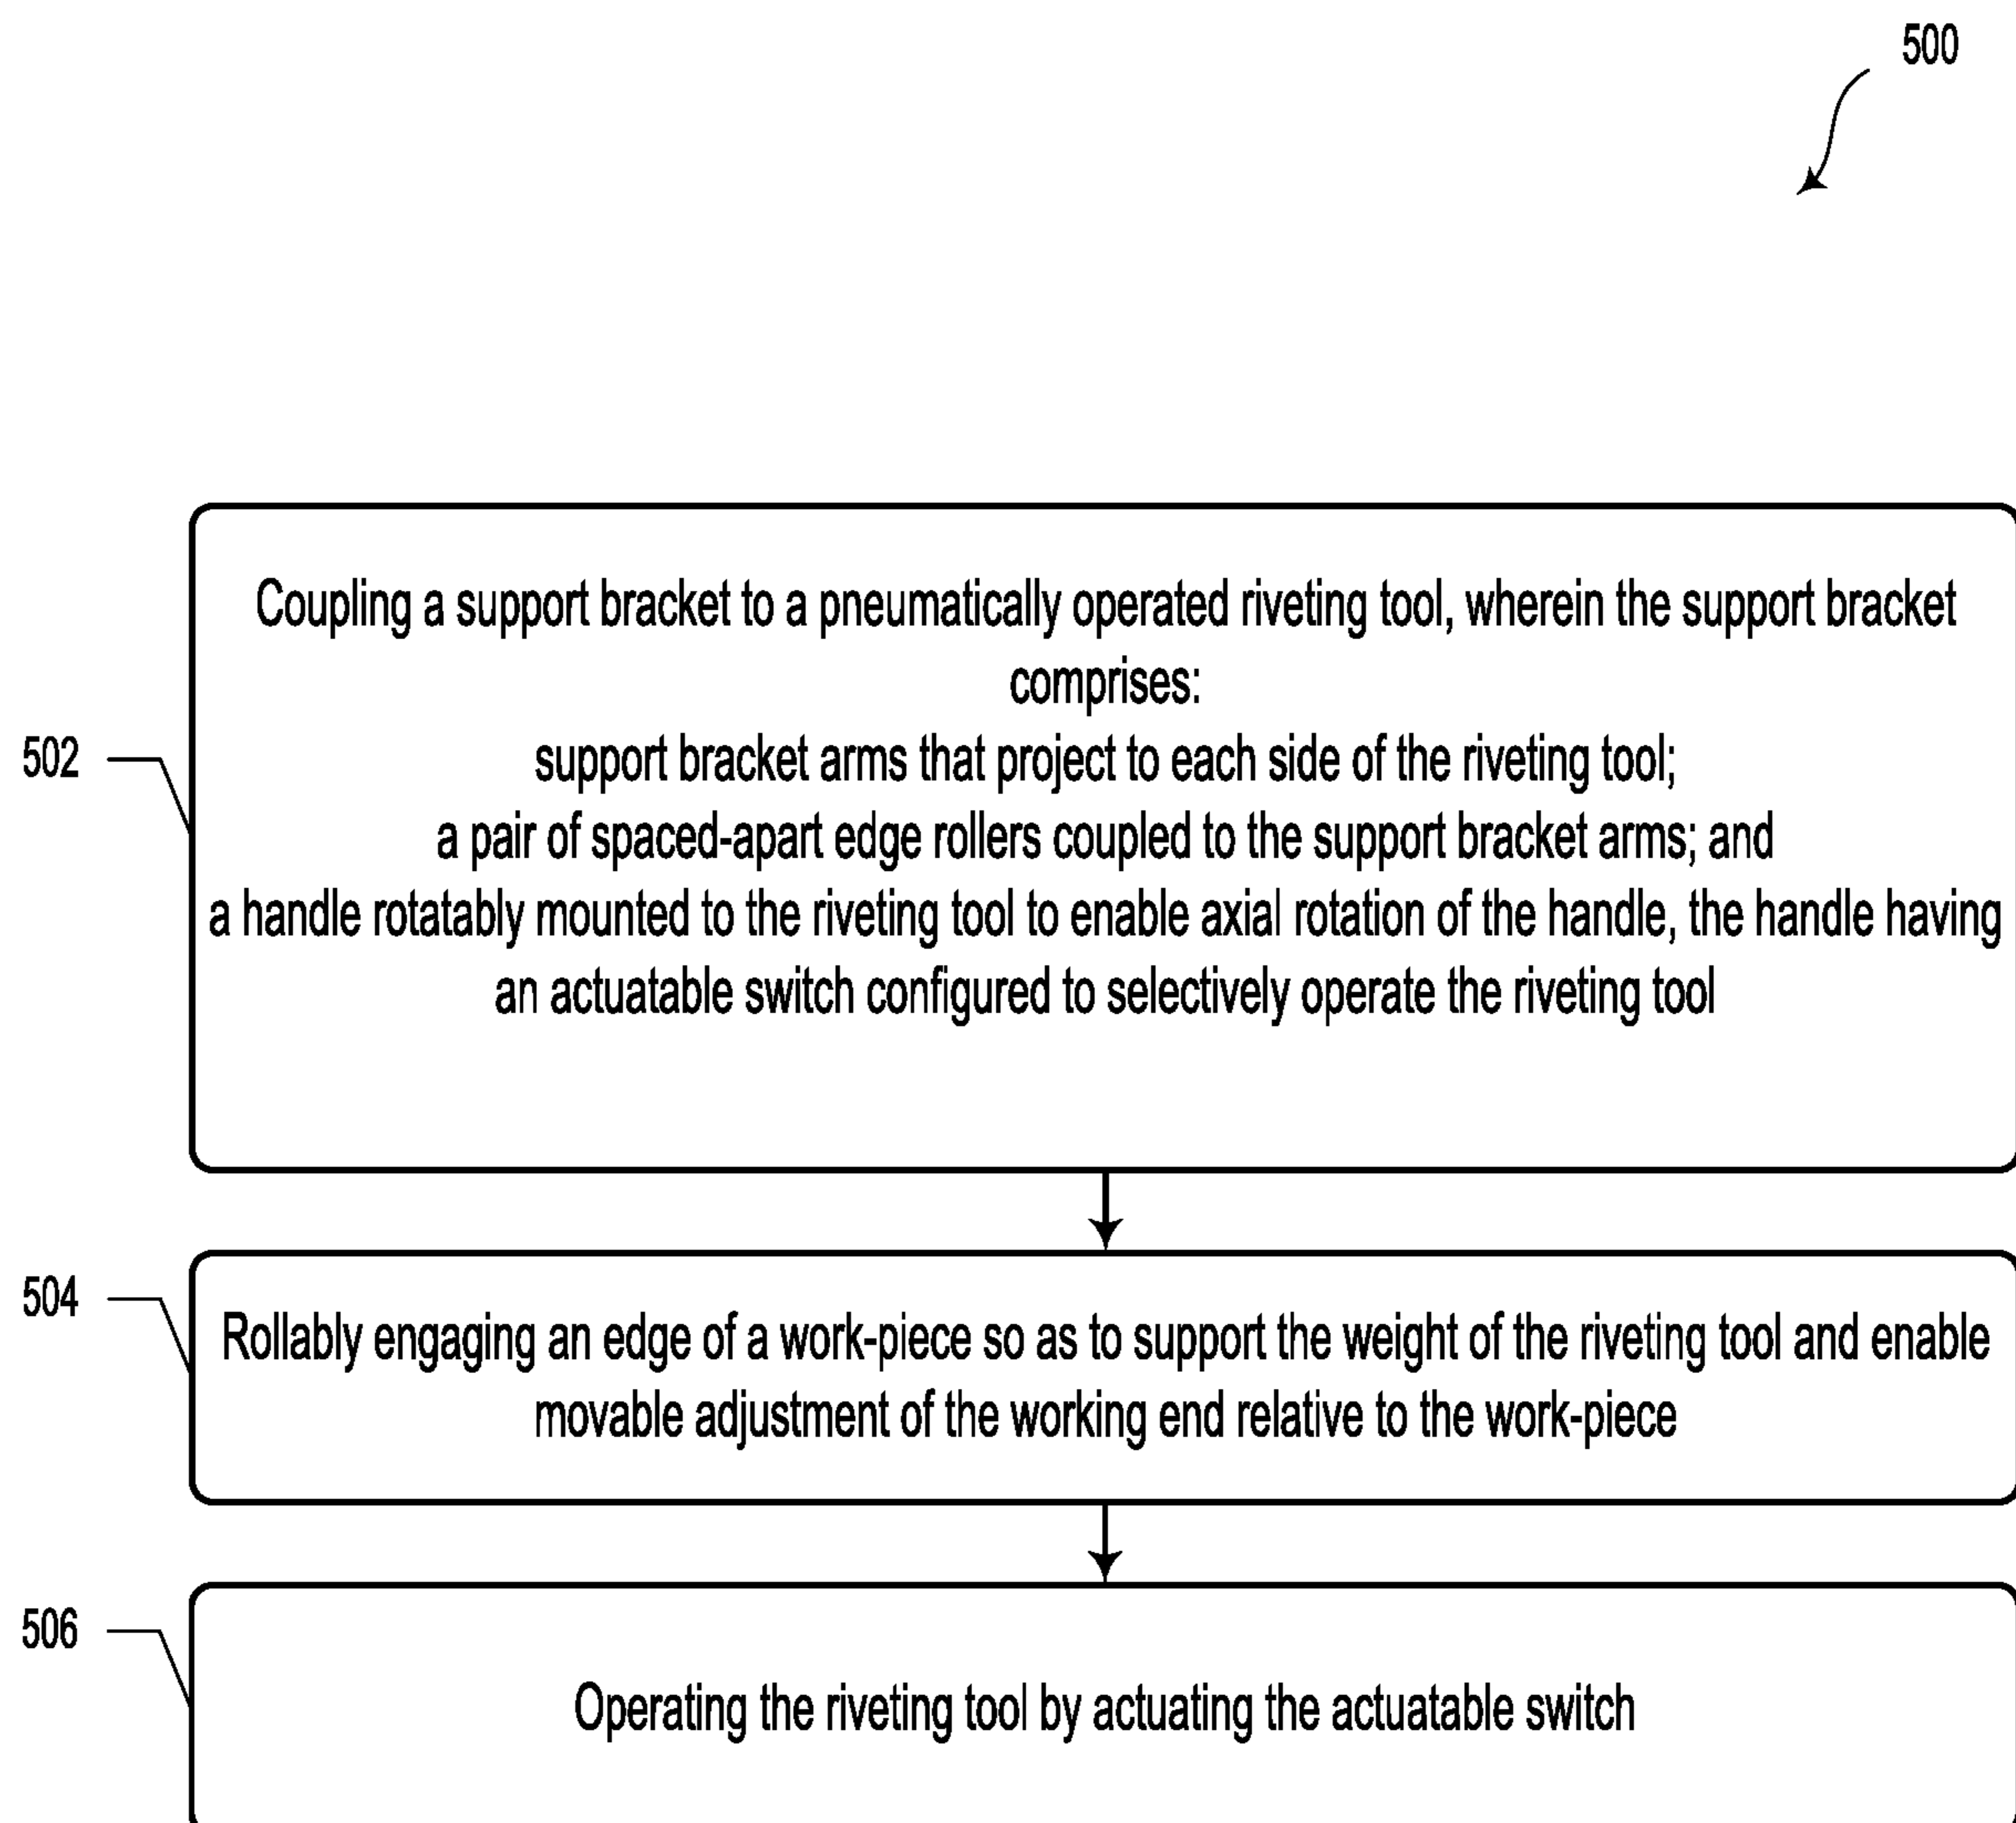 500
502
Coupling a support bracket to a pneumatically operated riveting tool, wherein the support bracket
comprises:
support bracket arms that project to each side of the riveting tool;
a pair of spaced-apart edge rollers coupled to the support bracket arms; and
a handle rotatably mounted to the riveting tool to enable axial rotation of the handle, the handle having
an actuatable switch configured to selectively operate the riveting tool
504
Rollably engaging an edge of a work-piece so as to support the weight of the riveting tool and enable
movable adjustment of the working end relative to the work-piece
506
Operating the riveting tool by actuating the actuatable switch